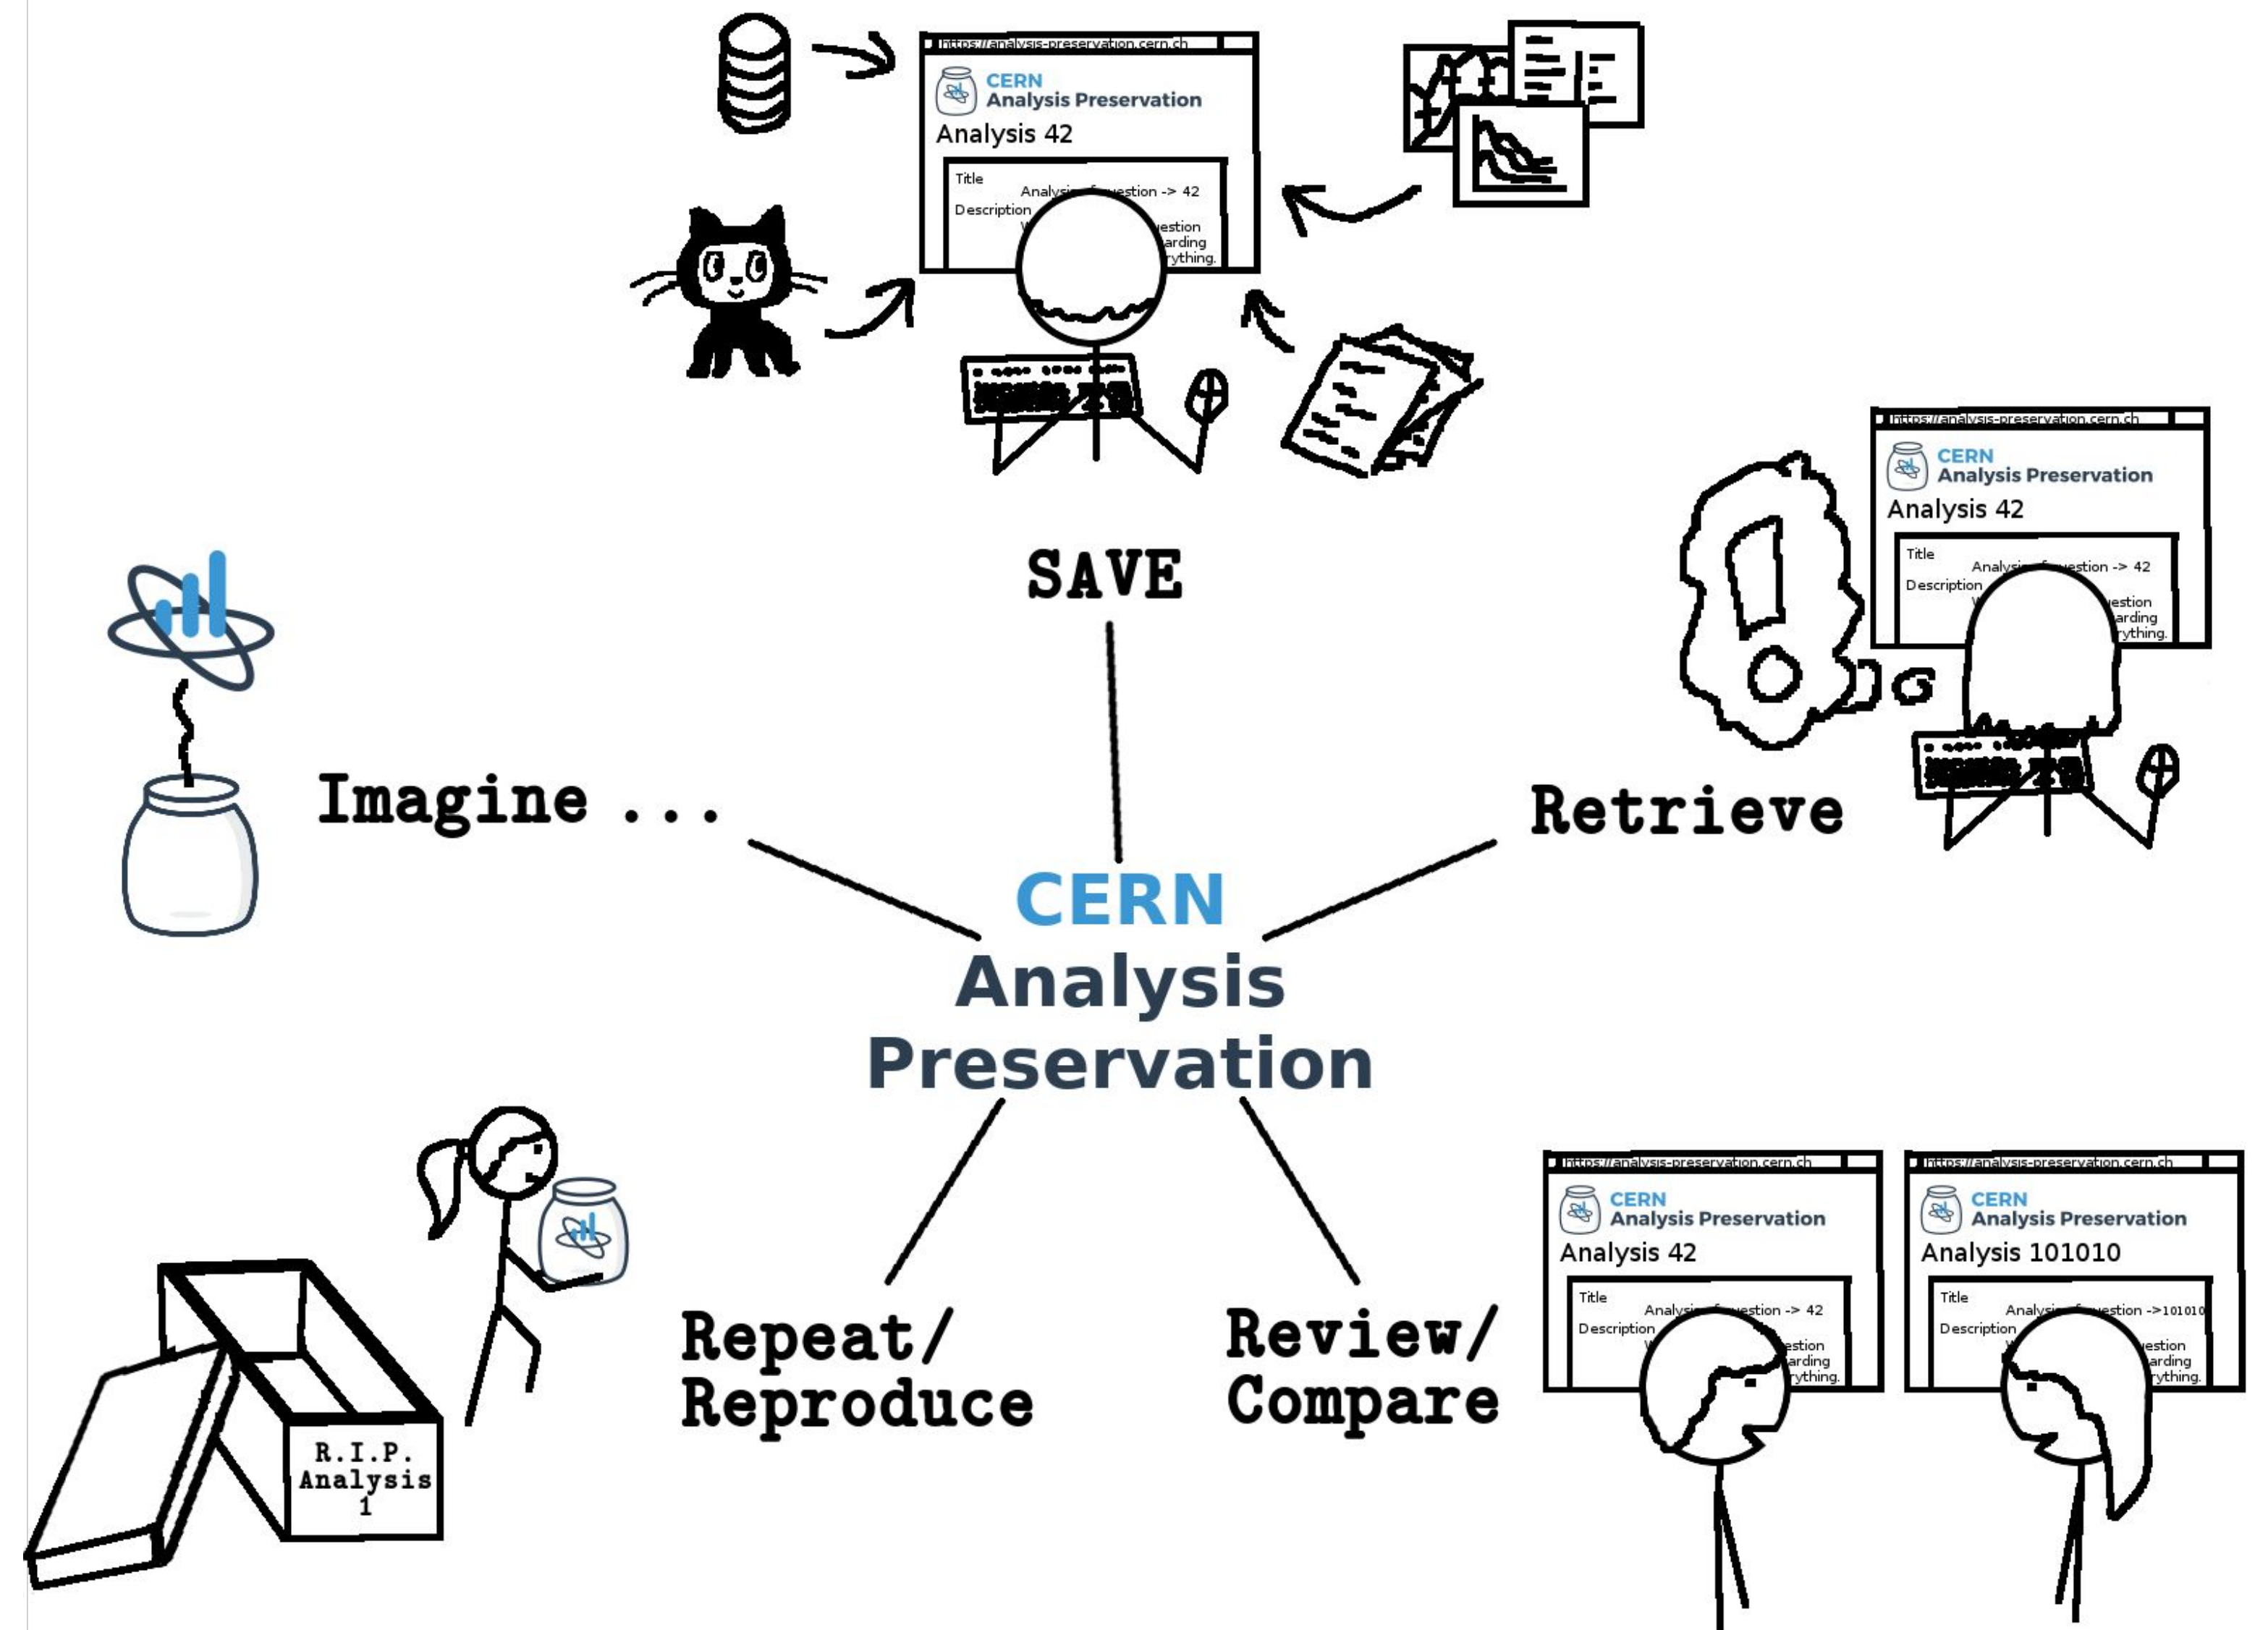 https://analysis-preservation.cern.ch
CERN
Analysis Preservation
Analysis 42
Title
-> 42
Description
https://analysis-preservation.cern.ch
CERN
Analysis Preservation
Analysis 42
Title
-> 42
Description
SAVE
Imagine ...
Retrieve
CERN
Analysis
Preservation
Repeat/
Reproduce
Review/
Compare
R.I.P.
Analysis
1
https://analysis-preservation.cern.ch
CERN
Analysis Preservation
Analysis 42
Title
-> 42
Description
https://analysis-preservation.cern.ch
CERN
Analysis Preservation
Analysis 101010
Title
->101010
Description